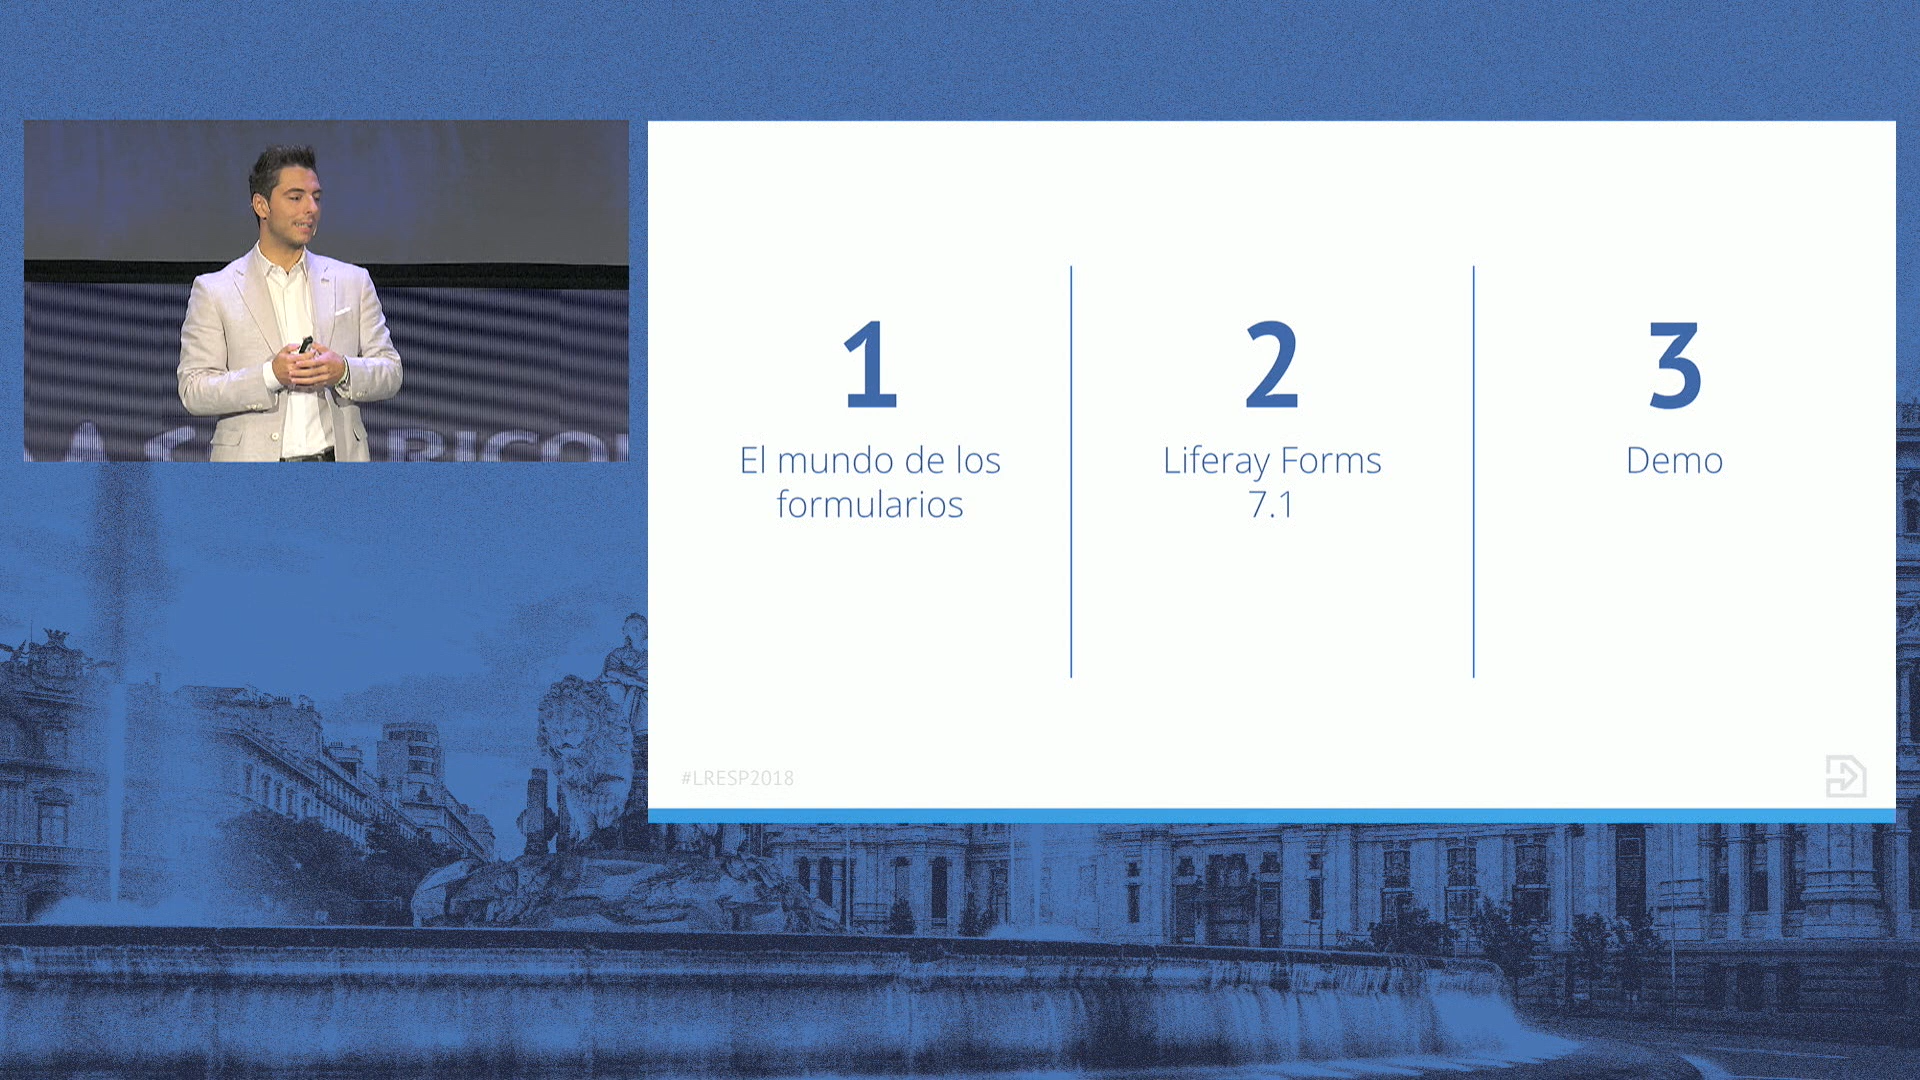 1
El mundo de los
formularios
2
Liferay Forms
7.1
3
Demo
#LRESP2018